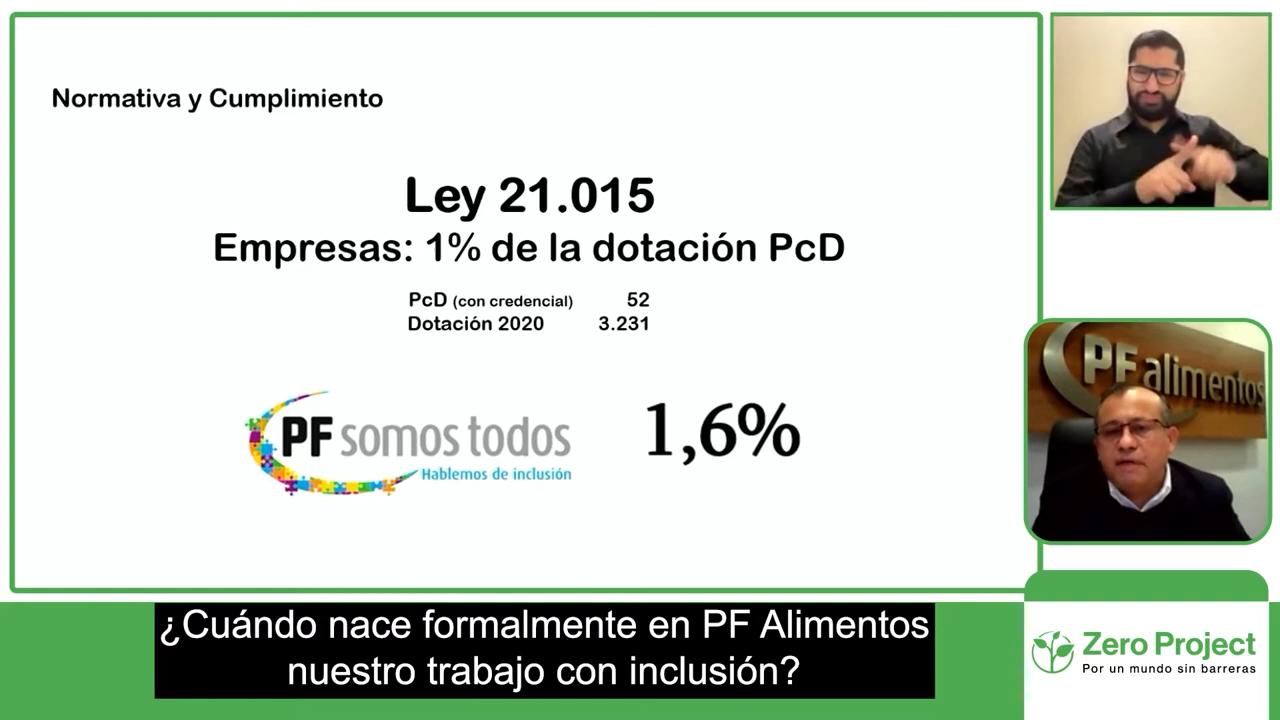 Normativa y Cumplimiento
Ley 21.015
Empresas: 1% de la dotación PcD
PcD (con credencial) 52
Dotación 2020 3.231
PF somos todos
Hablemos de inclusión
1,6%
PF alimentos
¿Cuándo nace formalmente en PF Alimentos
nuestro trabajo con inclusión?
Zero Project
Por un mundo sin barreras